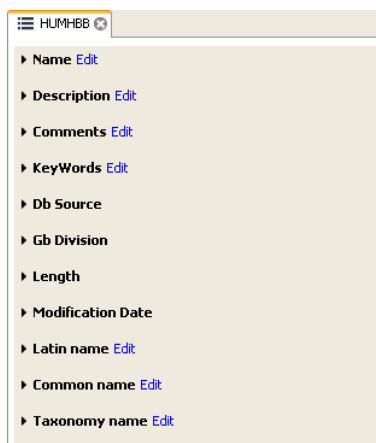 HUMHBB
Name Edit
Description Edit
Comments Edit
KeyWords Edit
Db Source
Gb Division
Length
Modification Date
Latin name Edit
Common name Edit
Taxonomy name Edit